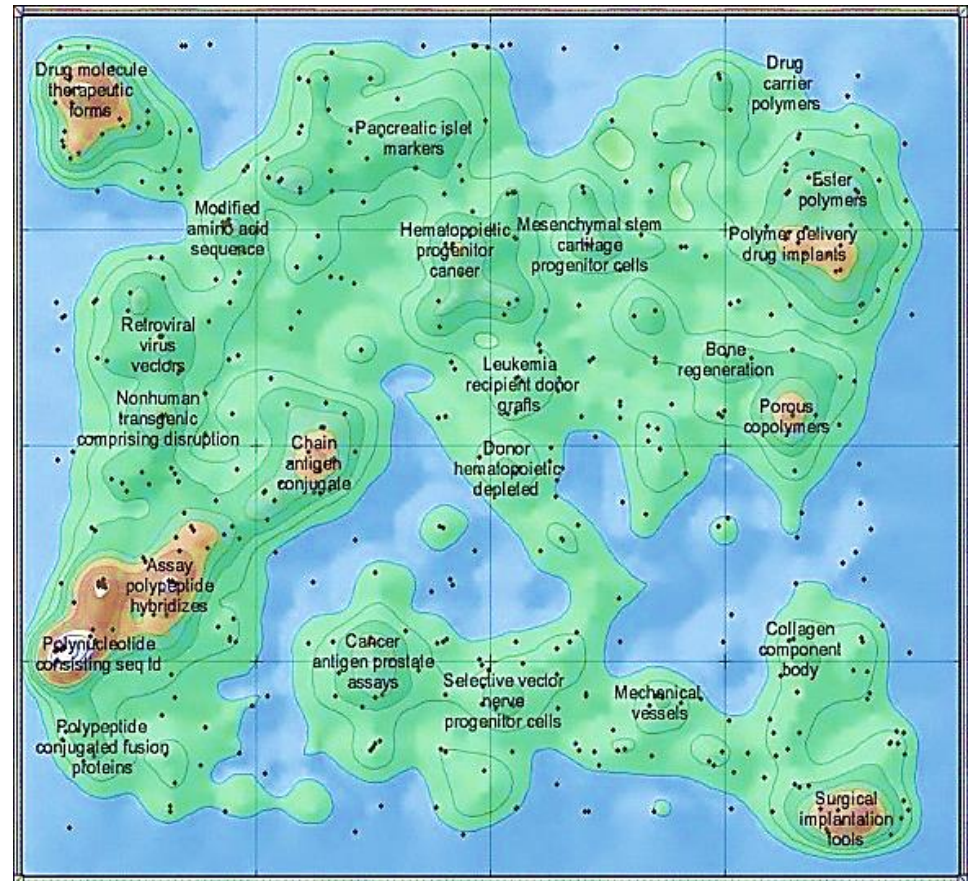 Drug molecule
therapeutic
forms
Drug
carrier
polymers
Pancreatic islet
markers
Ester
polymers
Modified
amino acid
sequence
Hematopoietic
progenitor
cancer
Mesenchymal stem
cartilage
progenitor cells
Polymer delivery
drug implants
Retroviral
virus
vectors
Leukemia
recipient donor
grafts
Bone
regeneration
Nonhuman
transgenic
comprising disruption
Porous
copolymers
Chain
antigen
conjugate
Donor
hematopoietic
depleted
Assay
polypeptide
hybridizes
Polynucleotide
consisting seq Id
Cancer
antigen prostate
assays
Collagen
component
body
Selective vector
nerve
progenitor cells
Mechanical
vessels
Polypeptide
conjugated fusion
proteins
Surgical
implantation
tools